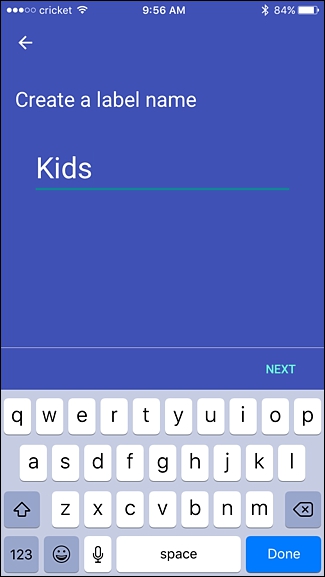 cricket 9:56 AM 84%
Create a label name
Kids
NEXT
q w e r t y u i o p
a s d f g h j k l
z x c v b n m
123 space Done